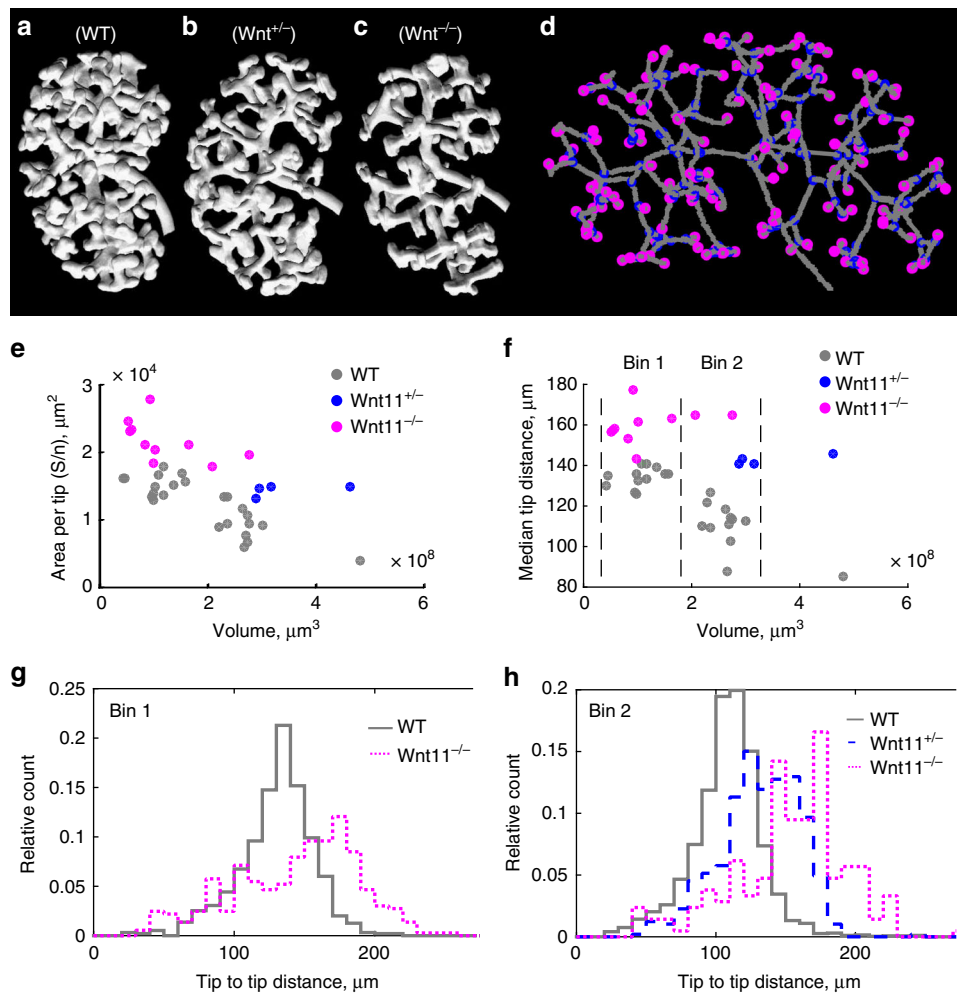 a (WT) b (Wnt+/–) c (Wnt–/–) d
e
× 10⁴
3
2
1
0
Area per tip (S/n), μm²
WT
Wnt11+/–
Wnt11–/–
× 10⁸
0 2 4 6
Volume, μm³
f
Bin 1 Bin 2
WT
Wnt11+/–
Wnt11–/–
180
160
140
120
100
80
Median tip distance, μm
× 10⁸
0 2 4 6
Volume, μm³
g
0.25
0.2
0.15
0.1
0.05
0
Relative count
Bin 1
WT
Wnt11–/–
0 100 200
Tip to tip distance, μm
h
0.2
0.15
0.10
0.05
0
Relative count
Bin 2
WT
Wnt11+/–
Wnt11–/–
0 100 200
Tip to tip distance, μm